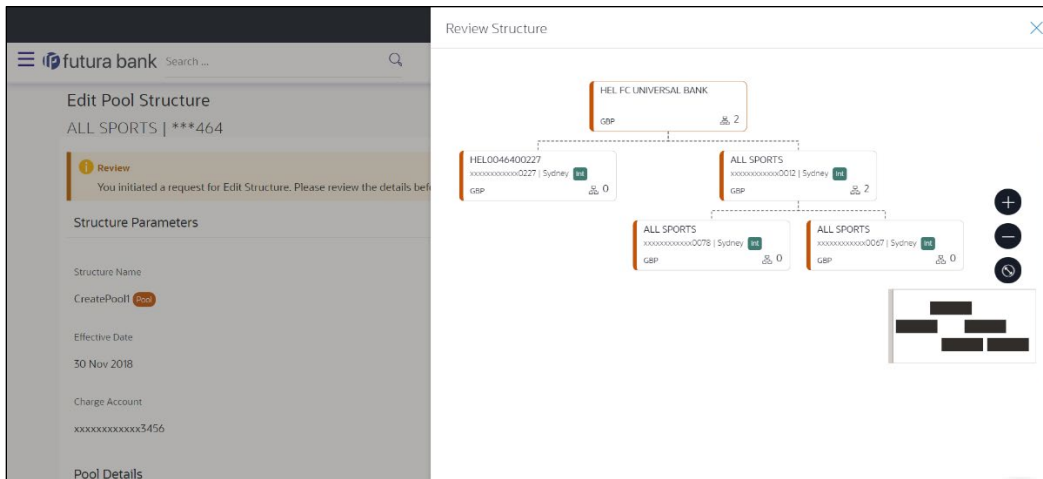 Review Structure
futura bank Search ...
Edit Pool Structure
ALL SPORTS | ***464
Review
You initiated a request for Edit Structure. Please review the details bef
Structure Parameters
Structure Name
CreatePool1 Pool
Effective Date
30 Nov 2018
Charge Account
xxxxxxxxxxxx3456
Pool Details
HEL FC UNIVERSAL BANK
GBP 2
HEL0046400227
xxxxxxxxxxxx0227 | Sydney Int
GBP 0
ALL SPORTS
xxxxxxxxxxxx0012 | Sydney Int
GBP 2
ALL SPORTS
xxxxxxxxxxxx0078 | Sydney Int
GBP 0
ALL SPORTS
xxxxxxxxxxxx0067 | Sydney Int
GBP 0